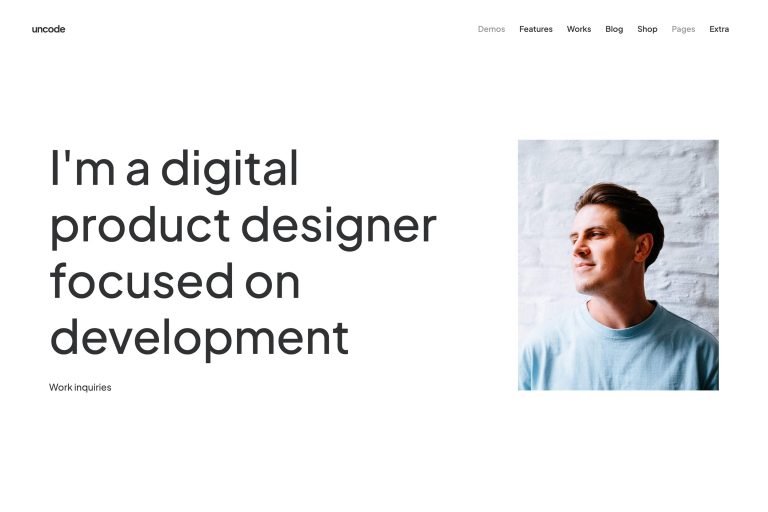 uncode
Demos Features Works Blog Shop Pages Extra
I'm a digital
product designer
focused on
development
Work inquiries